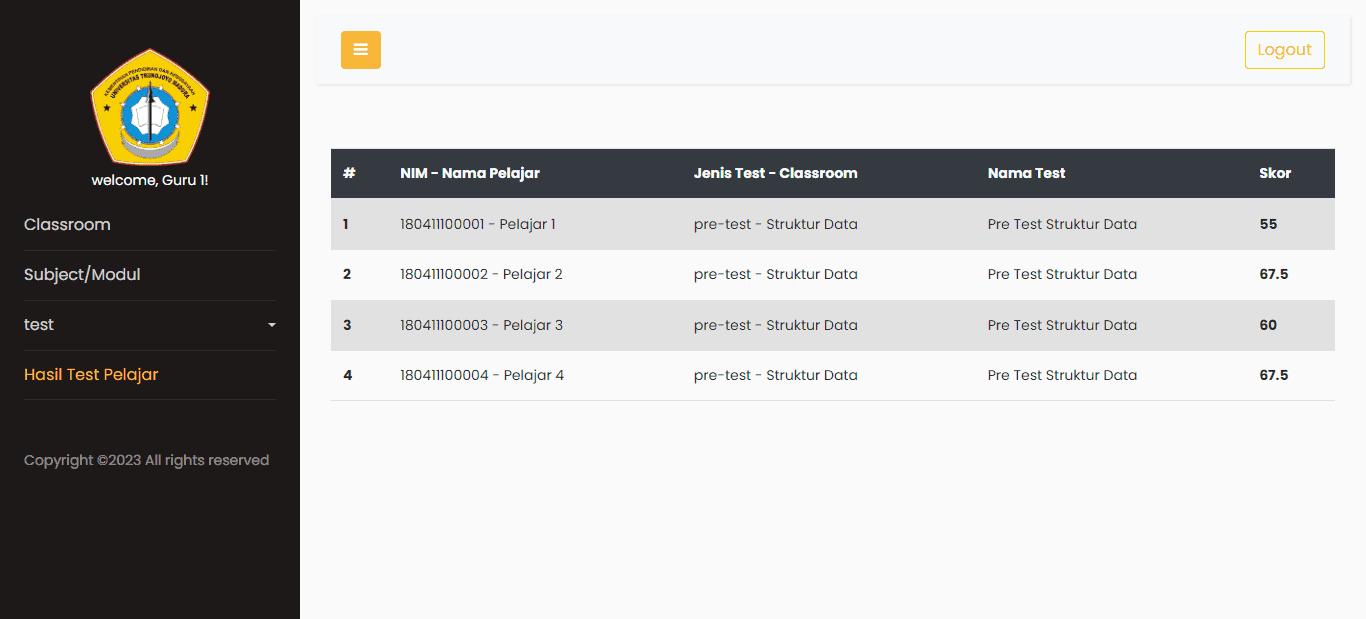 KEMENTERIAN PENDIDIKAN DAN KEBUDAYAAN
UNIVERSITAS TRUNOJOYO MADURA
welcome, Guru 1!
Classroom
Subject/Modul
test
Hasil Test Pelajar
Copyright ©2023 All rights reserved
Logout
# NIM - Nama Pelajar Jenis Test - Classroom Nama Test Skor
1 180411100001 - Pelajar 1 pre-test - Struktur Data Pre Test Struktur Data 55
2 180411100002 - Pelajar 2 pre-test - Struktur Data Pre Test Struktur Data 67.5
3 180411100003 - Pelajar 3 pre-test - Struktur Data Pre Test Struktur Data 60
4 180411100004 - Pelajar 4 pre-test - Struktur Data Pre Test Struktur Data 67.5